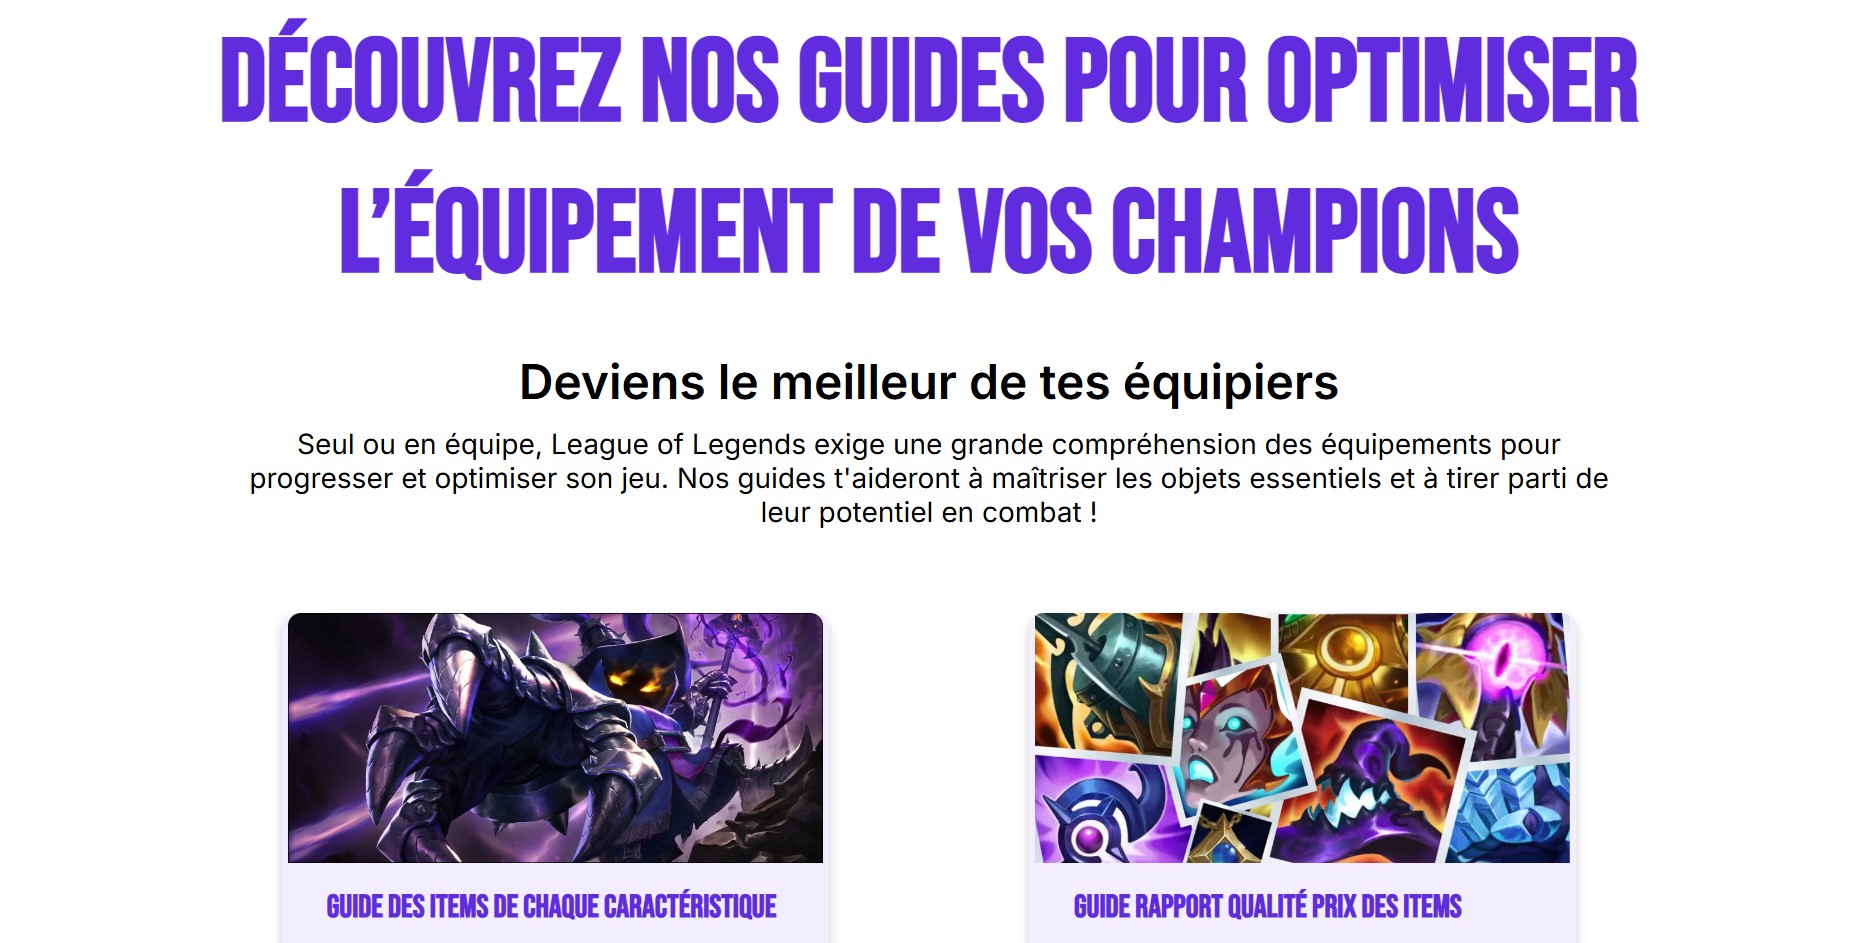 DÉCOUVREZ NOS GUIDES POUR OPTIMISER
L’ÉQUIPEMENT DE VOS CHAMPIONS
Deviens le meilleur de tes équipiers
Seul ou en équipe, League of Legends exige une grande compréhension des équipements pour
progresser et optimiser son jeu. Nos guides t'aideront à maîtriser les objets essentiels et à tirer parti de
leur potentiel en combat !
GUIDE DES ITEMS DE CHAQUE CARACTÉRISTIQUE
GUIDE RAPPORT QUALITÉ PRIX DES ITEMS